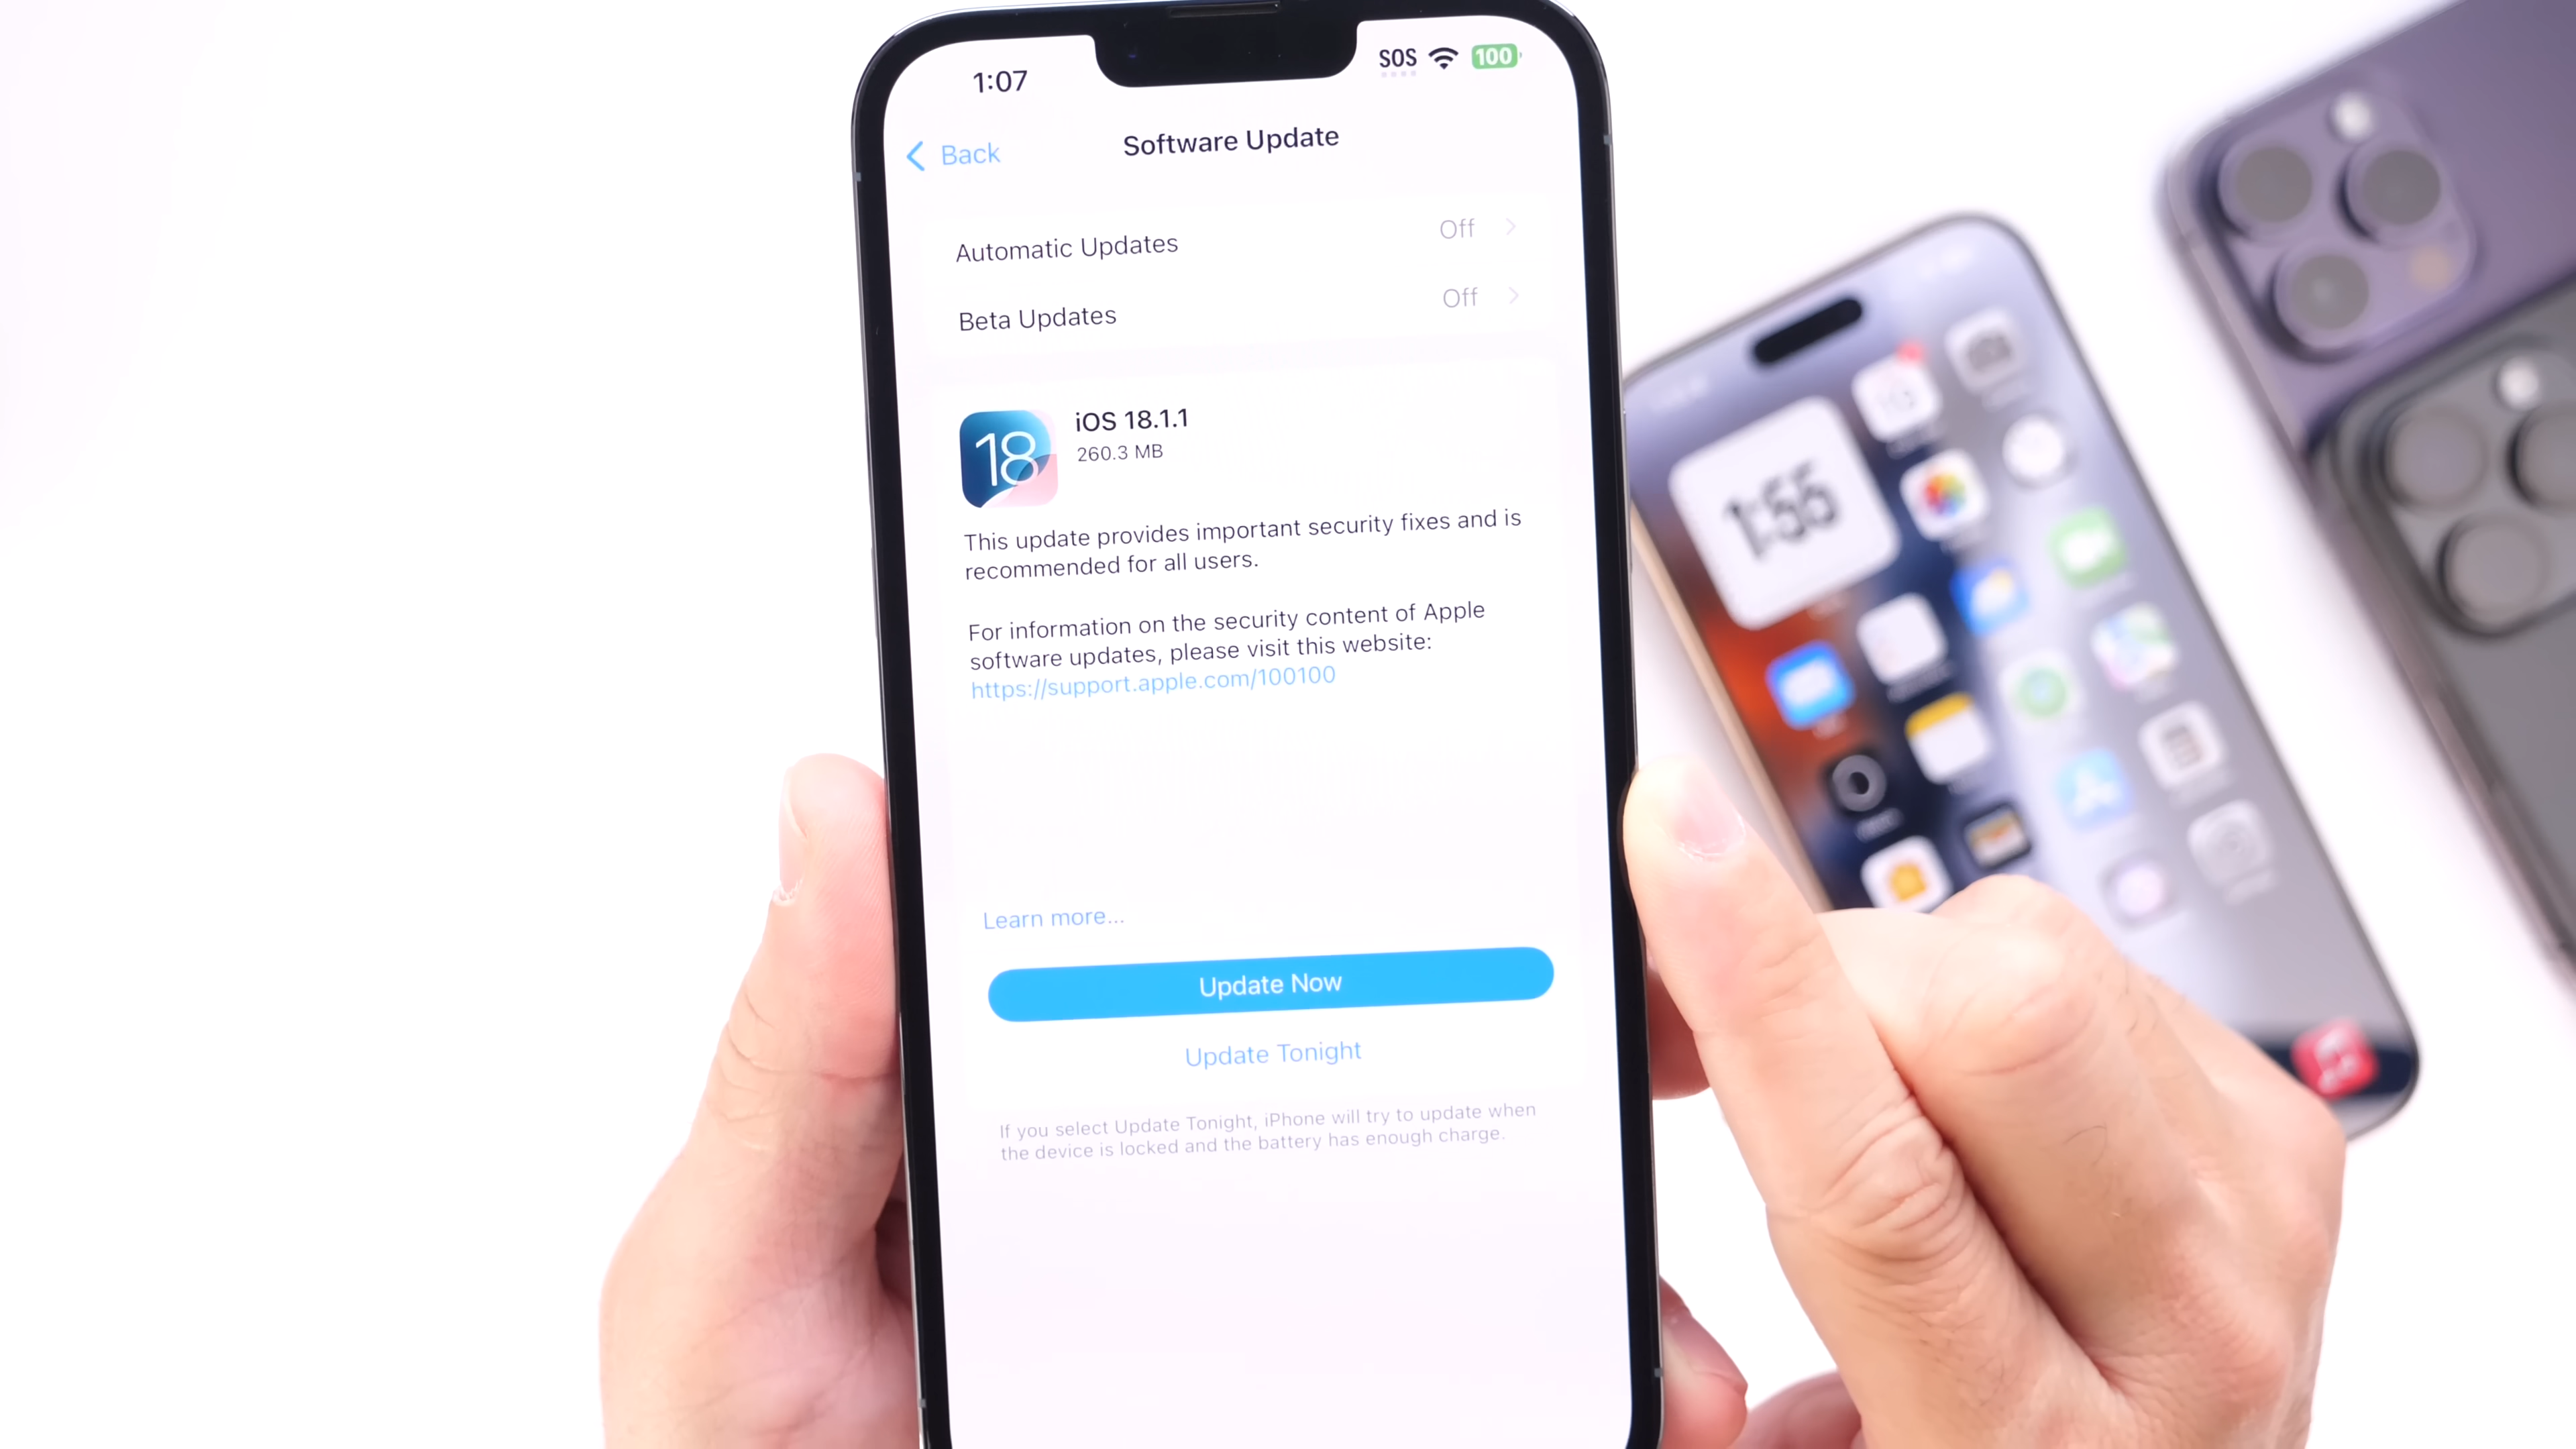 1:07
SOS
100
Back
Software Update
Automatic Updates Off
Beta Updates Off
18
iOS 18.1.1
260.3 MB
This update provides important security fixes and is
recommended for all users.
For information on the security content of Apple
software updates, please visit this website:
https://support.apple.com/100100
Learn more...
Update Now
Update Tonight
If you select Update Tonight, iPhone will try to update when
the device is locked and the battery has enough charge.
1:55